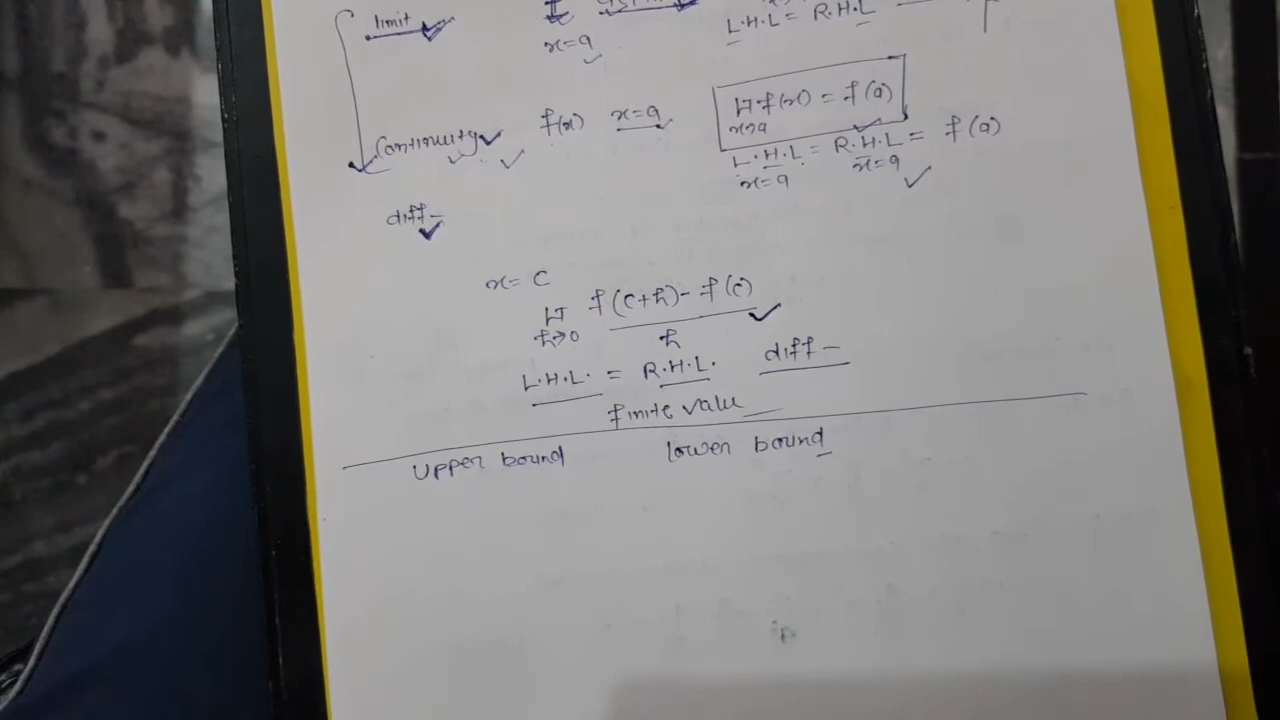 limit
x=a
L.H.L = R.H.L
Continuity f(x) x=a
Lt f(x) = f(a)
x→a
L.H.L = R.H.L = f(a)
x=a x=a
diff-
x= C
Lt f(c+h)- f(c)
h→0 h
L.H.L. = R.H.L. diff-
finite value
upper bound lower bound